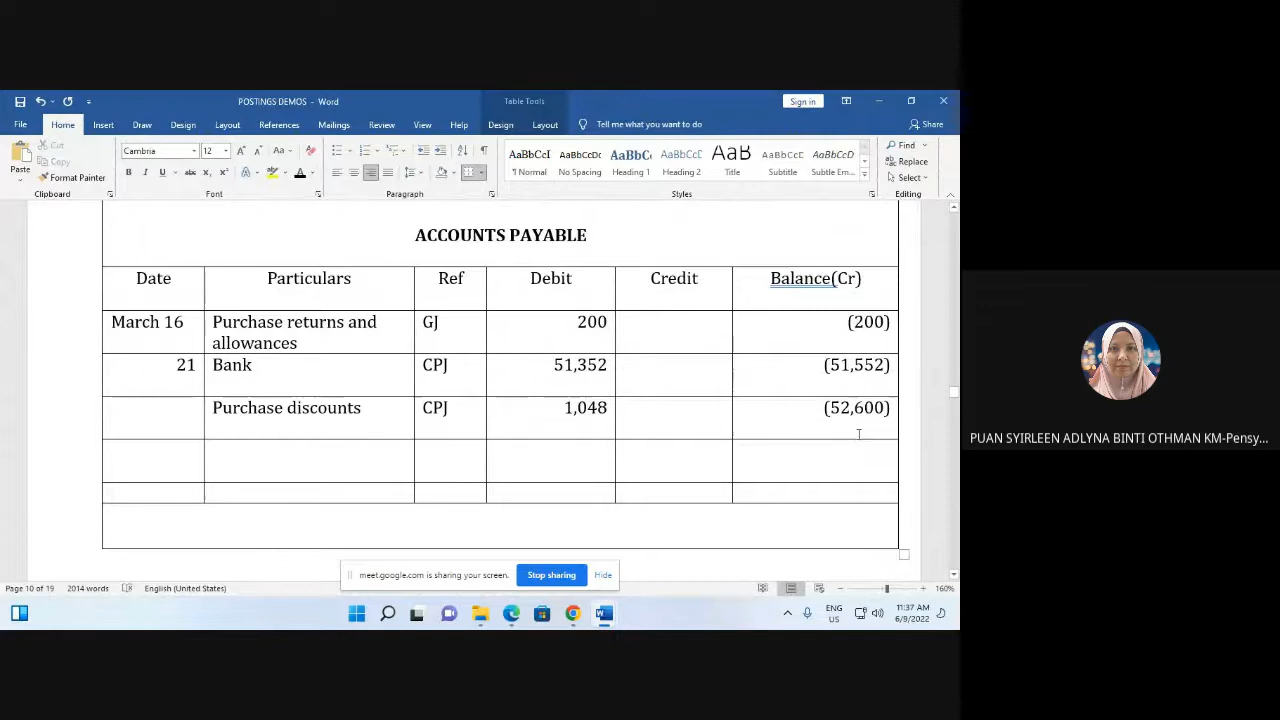 POSTINGS DEMOS - Word
Table Tools
Sign in
File Home Insert Draw Design Layout References Mailings Review View Help Design Layout Tell me what you want to do Share
Paste
Cut
Copy
Format Painter
Clipboard
Cambria 12
Font
Paragraph
AaBbCcI AaBbCcDc AaBbC AaBbCcI AaB AaBbCcD AaBbCcDi
¶ Normal No Spacing Heading 1 Heading 2 Title Subtitle Subtle Em...
Styles
Find
Replace
Select
Editing
ACCOUNTS PAYABLE
Date Particulars Ref Debit Credit Balance(Cr)
March 16 Purchase returns and allowances GJ 200 (200)
21 Bank CPJ 51,352 (51,552)
Purchase discounts CPJ 1,048 (52,600)
PUAN SYIRLEEN ADLYNA BINTI OTHMAN KM-Pensy...
meet.google.com is sharing your screen. Stop sharing Hide
Page 10 of 19 2014 words English (United States) 160%
ENG
US
11:37 AM
6/9/2022